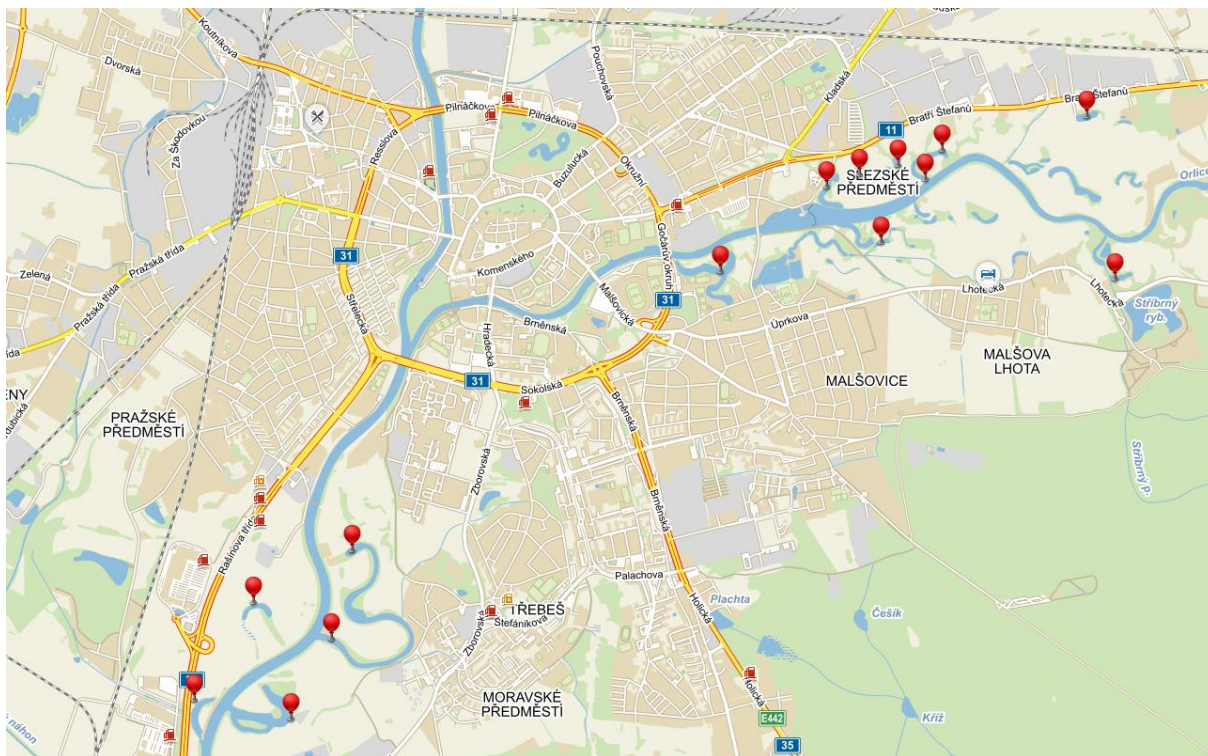 Koutníkova
Dvorská
Za Škodovkou
Pouchovská
Kladská
Pilnáčkova
Pilnáčkova
Resslova
Buzulucká
Okružní
11
Bratří Štefanů
Bratří Štefanů
SLEZSKÉ
PŘEDMĚSTÍ
Orlice
Gočárův okruh
Pražská třída
Pražská třída
Zelená
31
Komenského
Malšovická
31
Lhotecká
Lhotecká
Stříbrný
ryb.
Střelecká
Hradecká
Brněnská
Úprkova
MALŠOVA
LHOTA
MALŠOVICE
31
Sokolská
PRAŽSKÉ
PŘEDMĚSTÍ
Brněnská
Zborovská
Brněnská
Stříbrný p.
Rašínova třída
Palachova
Plachta
Češík
Holická
TŘEBEŠ
Štefánikova
Zborovská
MORAVSKÉ
PŘEDMĚSTÍ
Holická
Kříž
E442
35